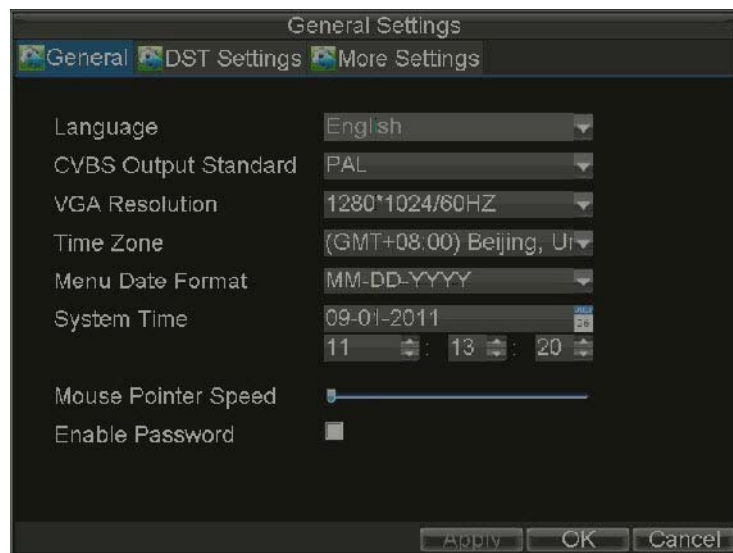 General Settings
General DST Settings More Settings
Language English
CVBS Output Standard PAL
VGA Resolution 1280*1024/60HZ
Time Zone (GMT+08:00) Beijing, Ur
Menu Date Format MM-DD-YYYY
System Time 09-01-2011
11 : 13 : 20
Mouse Pointer Speed
Enable Password
Apply OK Cancel